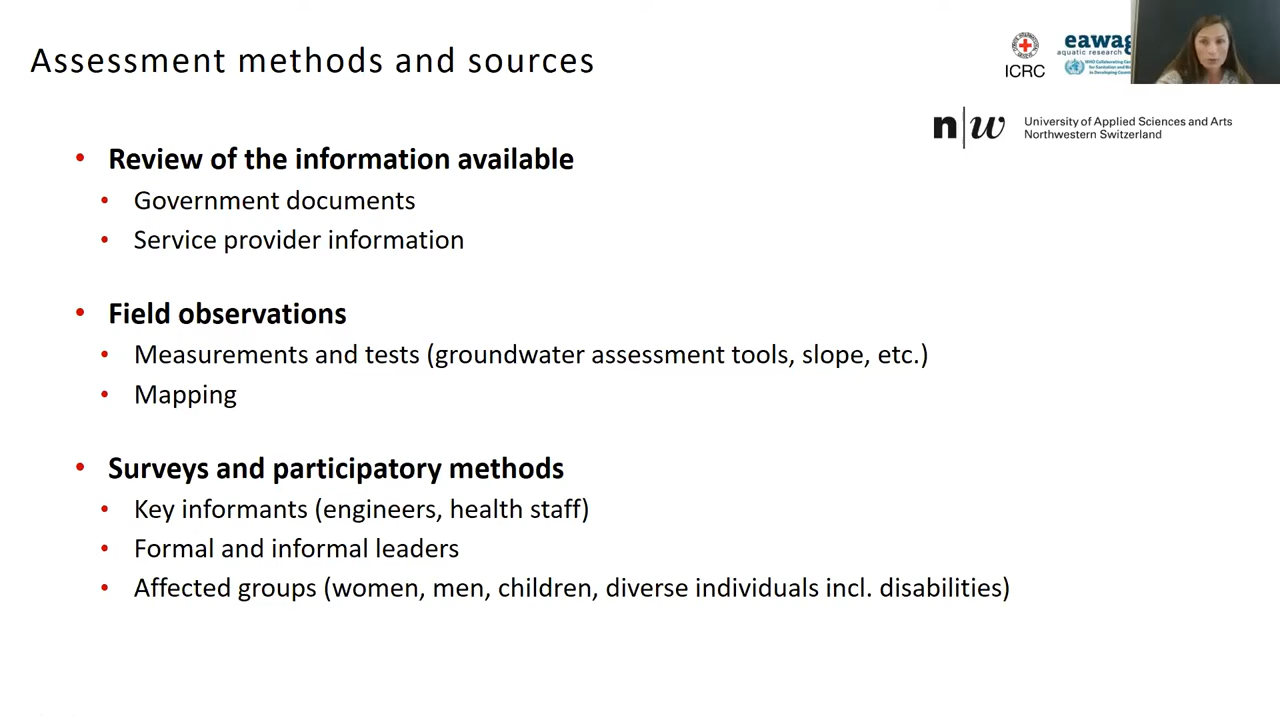 Assessment methods and sources
ICRC
eawag
aquatic research
University of Applied Sciences and Arts
Northwestern Switzerland
n|w
• Review of the information available
• Government documents
• Service provider information
• Field observations
• Measurements and tests (groundwater assessment tools, slope, etc.)
• Mapping
• Surveys and participatory methods
• Key informants (engineers, health staff)
• Formal and informal leaders
• Affected groups (women, men, children, diverse individuals incl. disabilities)